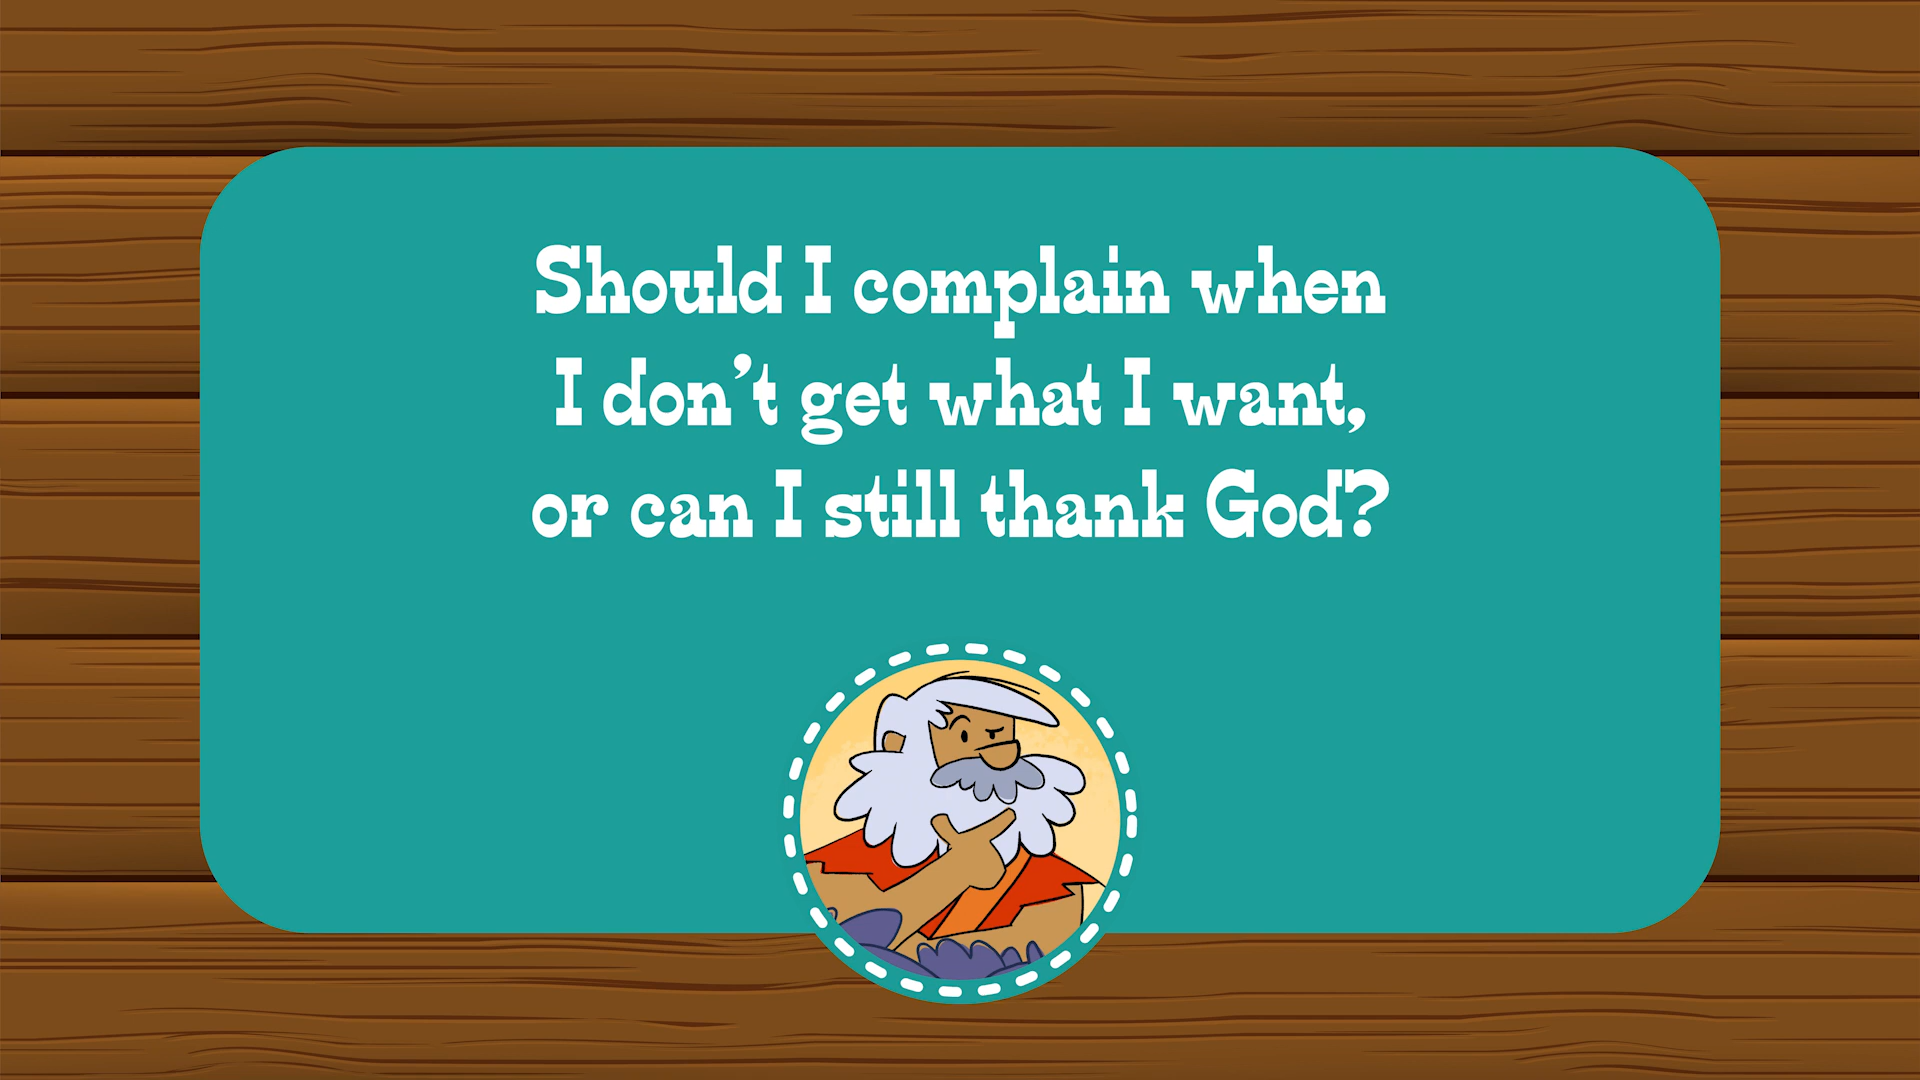 Should I complain when
I don’t get what I want,
or can I still thank God?